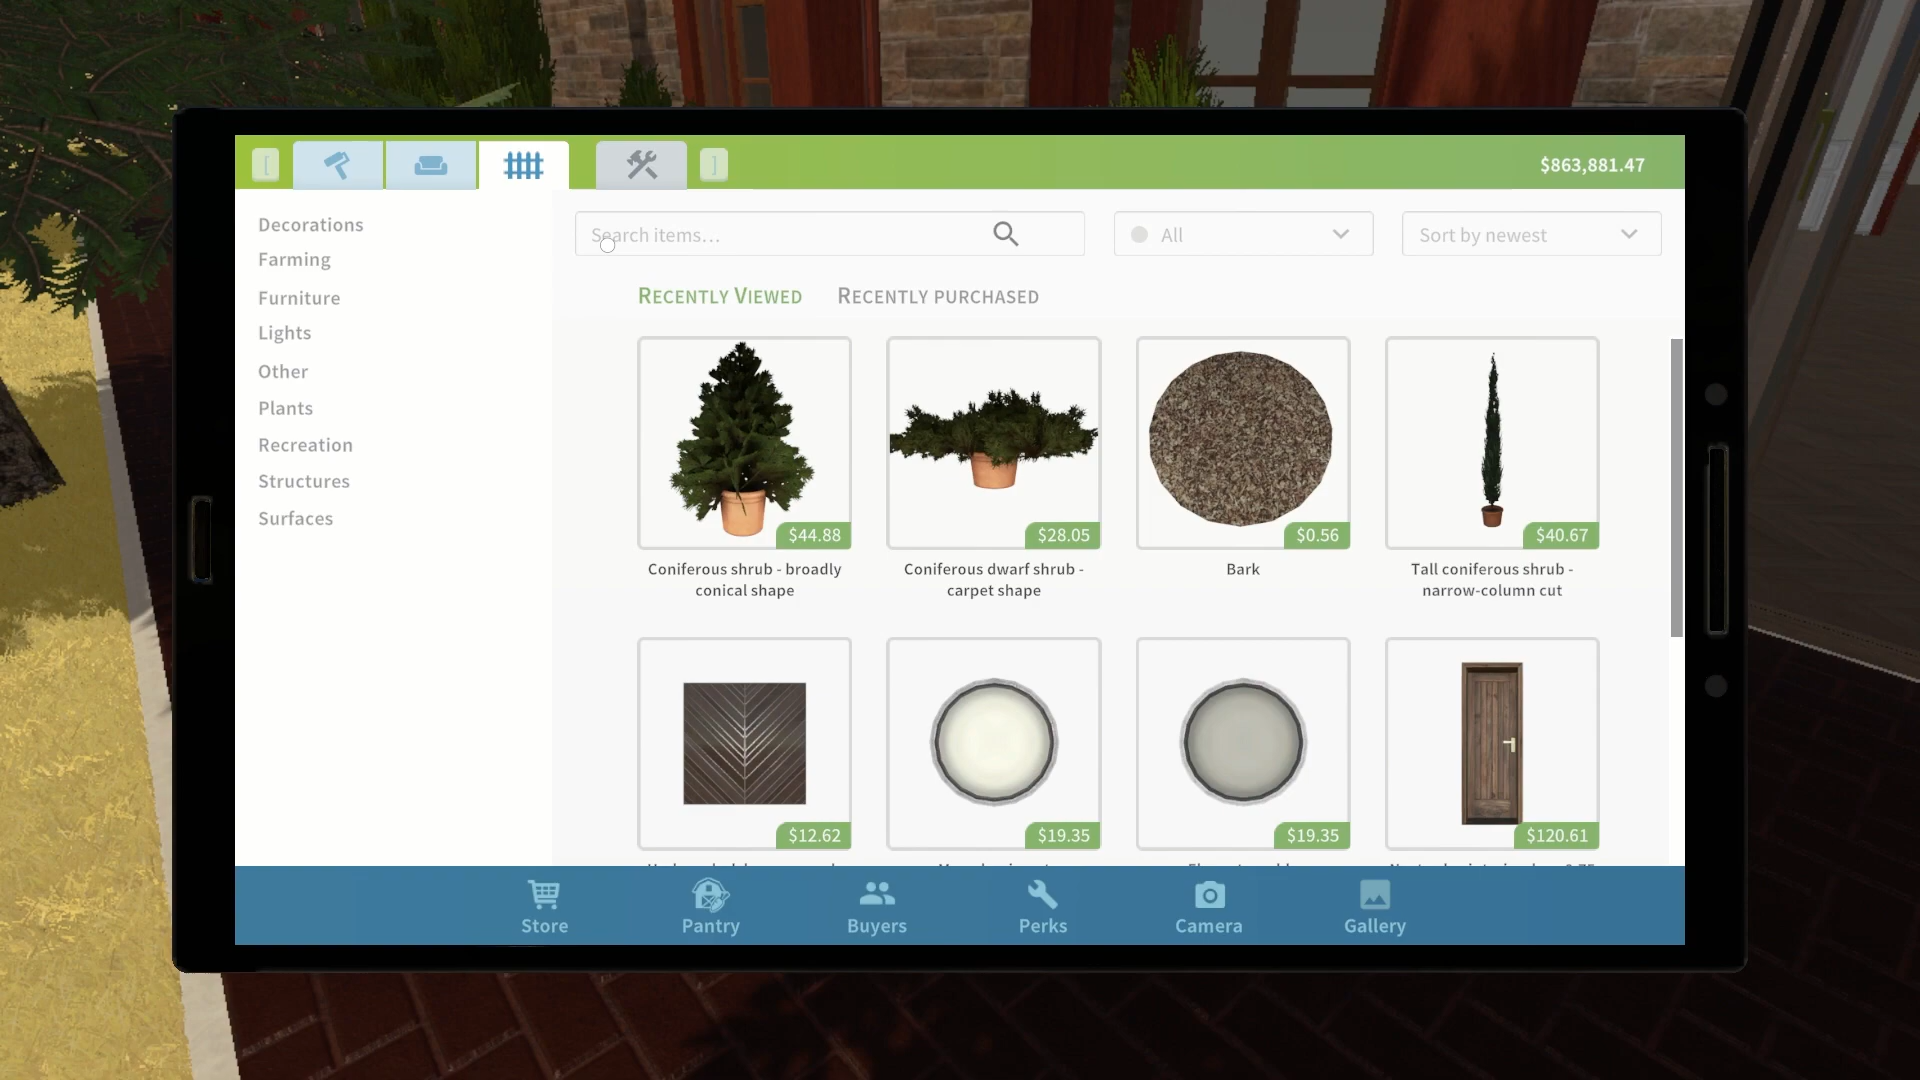 [
]
$863,881.47
Decorations
Farming
Furniture
Lights
Other
Plants
Recreation
Structures
Surfaces
Search items...
All
Sort by newest
RECENTLY VIEWED
RECENTLY PURCHASED
$44.88
$28.05
$0.56
$40.67
Coniferous shrub - broadly
conical shape
Coniferous dwarf shrub -
carpet shape
Bark
Tall coniferous shrub -
narrow-column cut
$12.62
$19.35
$19.35
$120.61
Store
Pantry
Buyers
Perks
Camera
Gallery